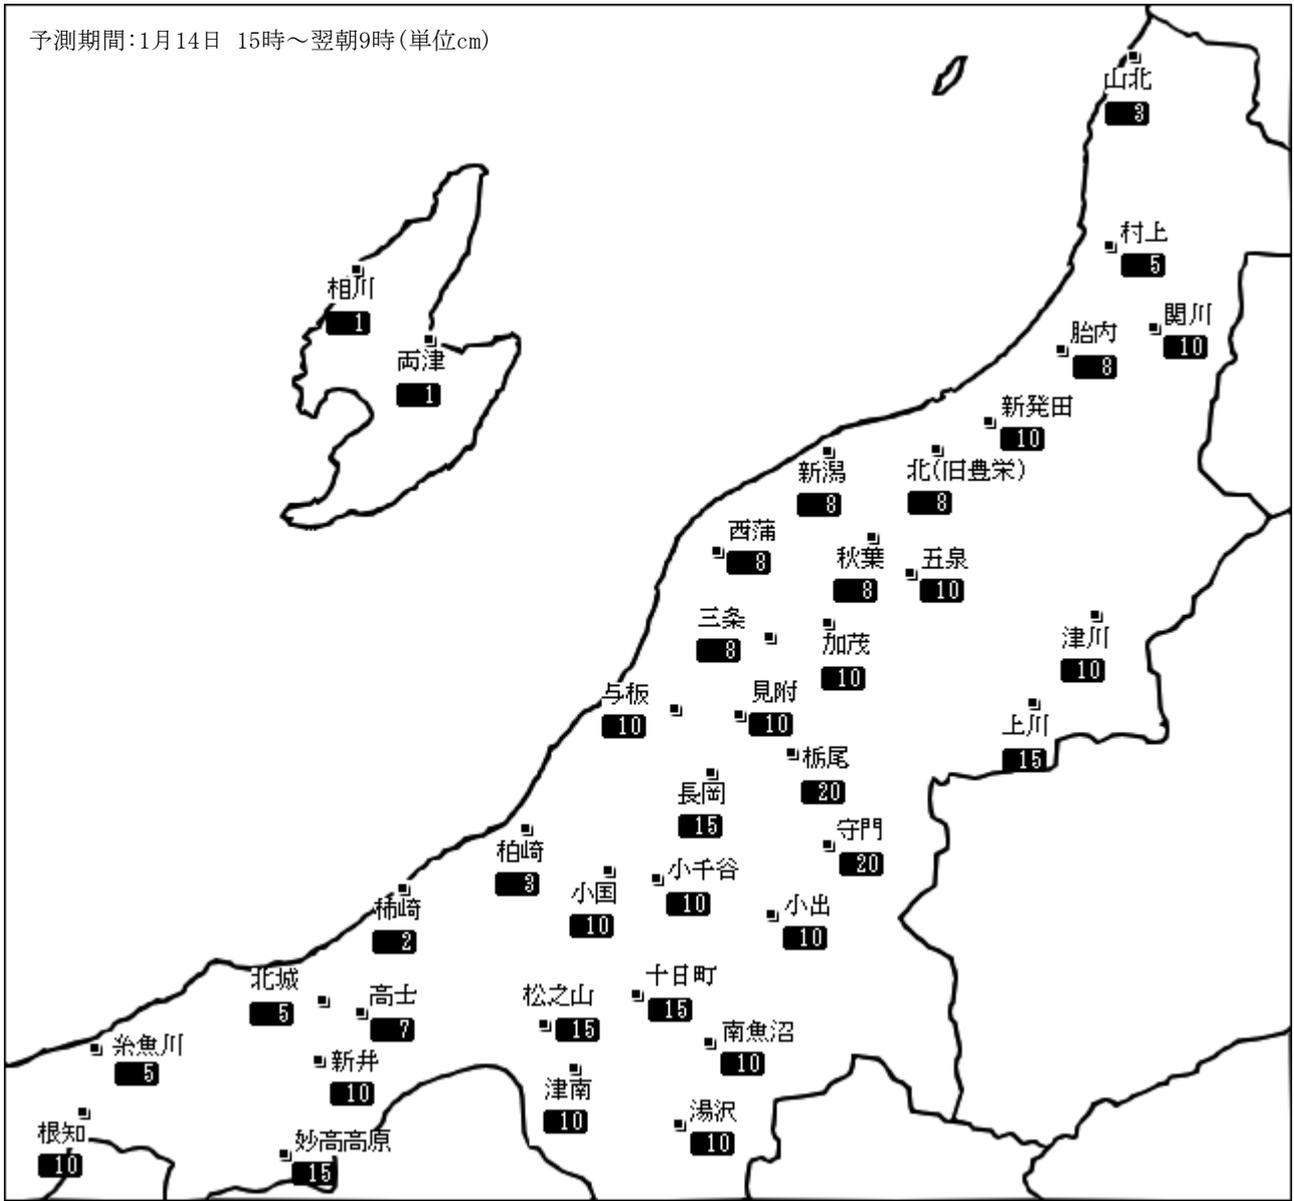 予測期間:1月14日 15時～翌朝9時(単位cm)
山北
3
村上
5
相川
1
関川
10
胎内
8
両津
1
新発田
10
新潟
8
北(旧豊栄)
8
西蒲
8
秋葉
8
五泉
10
三条
8
加茂
10
津川
10
与板
10
見附
10
上川
15
栃尾
20
長岡
15
守門
20
柏崎
3
小国
10
小千谷
10
小出
10
柿崎
2
北城
5
高士
7
松之山
15
十日町
15
糸魚川
5
新井
10
南魚沼
10
津南
10
湯沢
10
根知
10
妙高高原
15